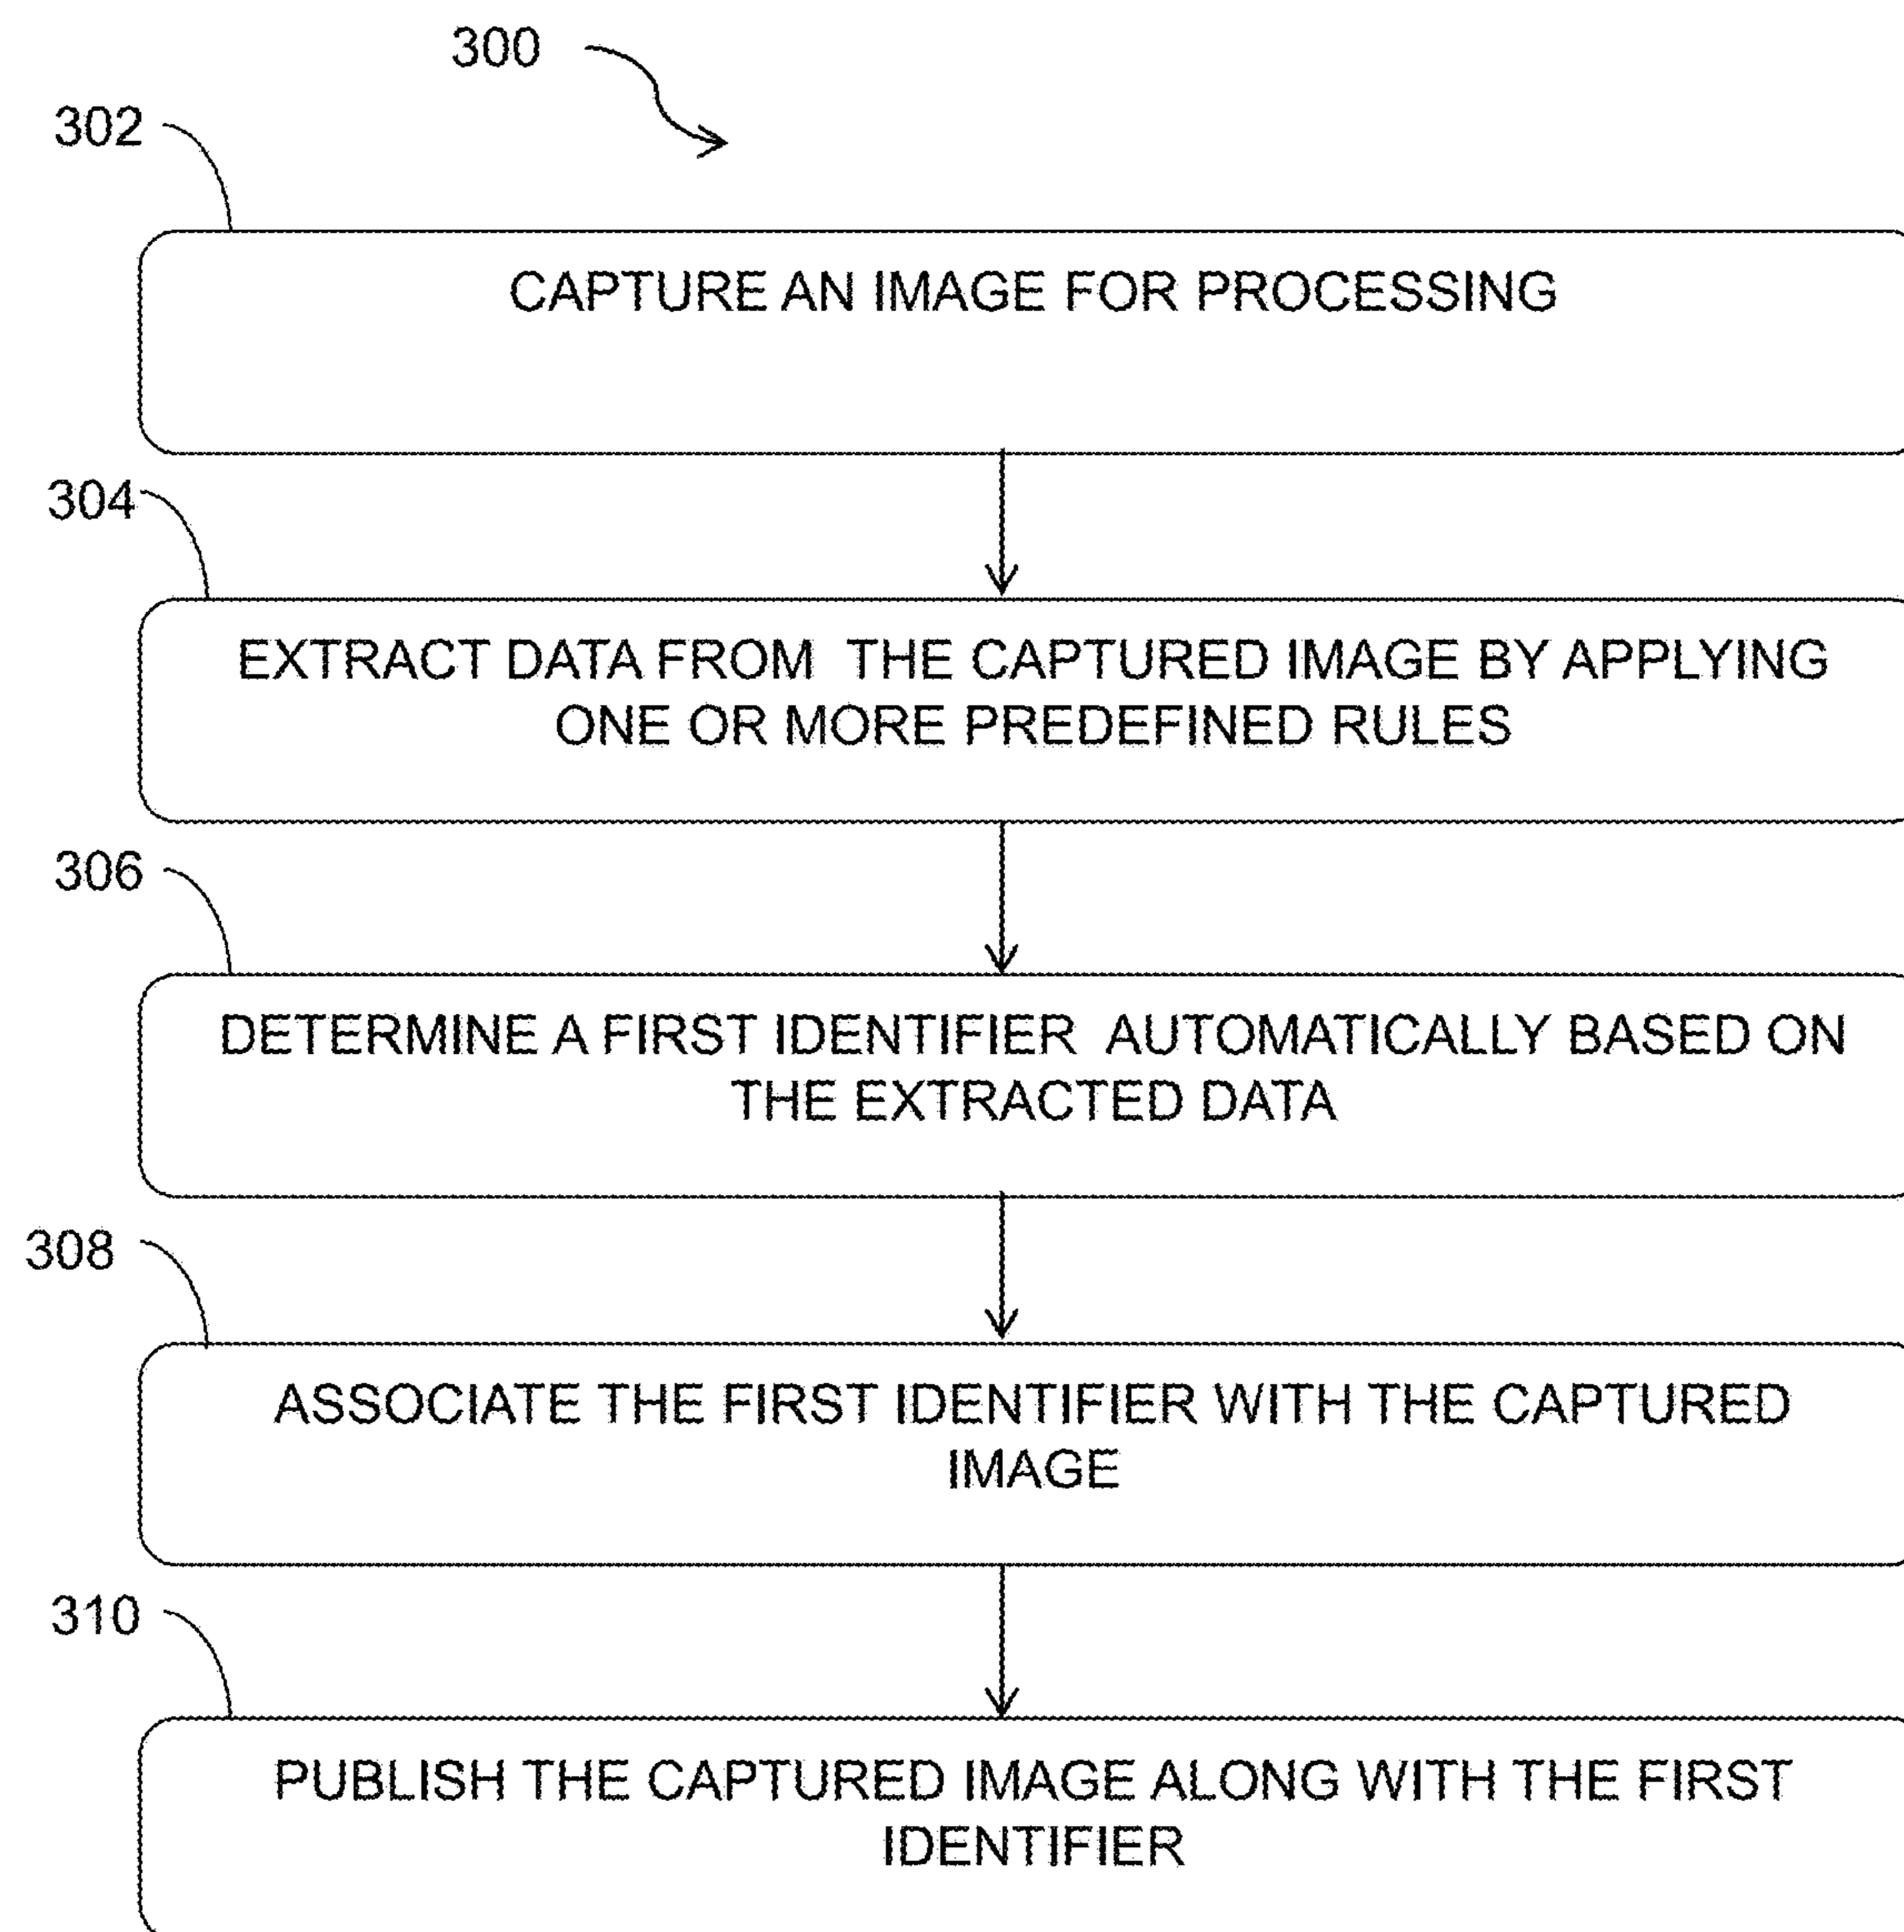 300
302
CAPTURE AN IMAGE FOR PROCESSING
304
EXTRACT DATA FROM THE CAPTURED IMAGE BY APPLYING
ONE OR MORE PREDEFINED RULES
306
DETERMINE A FIRST IDENTIFIER AUTOMATICALLY BASED ON
THE EXTRACTED DATA
308
ASSOCIATE THE FIRST IDENTIFIER WITH THE CAPTURED
IMAGE
310
PUBLISH THE CAPTURED IMAGE ALONG WITH THE FIRST
IDENTIFIER